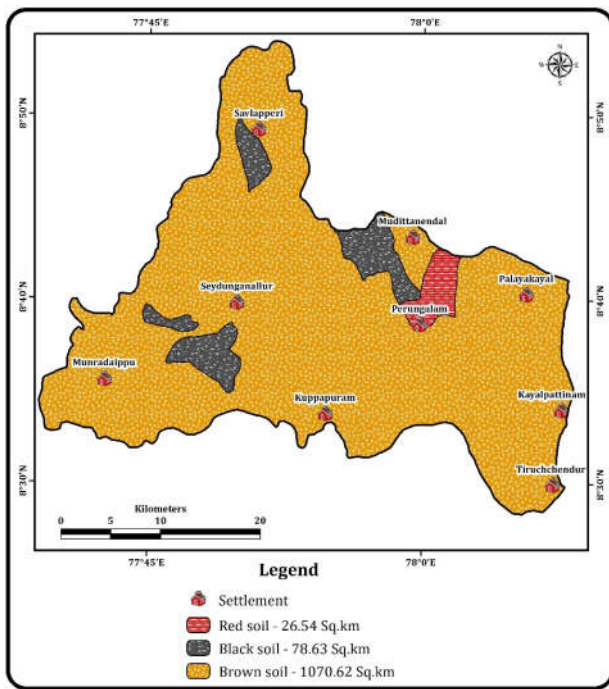 77°45'E 78°0'E
N
W E
S
8°50'N 8°50'N
Savlapperi
Mudittanendal
Seydunganallur Palayakayal
8°40'N 8°40'N
Perungalam
Munradaippu
Kuppapuram Kayalpattinam
Tiruchchendur
8°30'N 8°30'N
Kilometers
0 5 10 20
77°45'E 78°0'E
Legend
Settlement
Red soil - 26.54 Sq.km
Black soil - 78.63 Sq.km
Brown soil - 1070.62 Sq.km